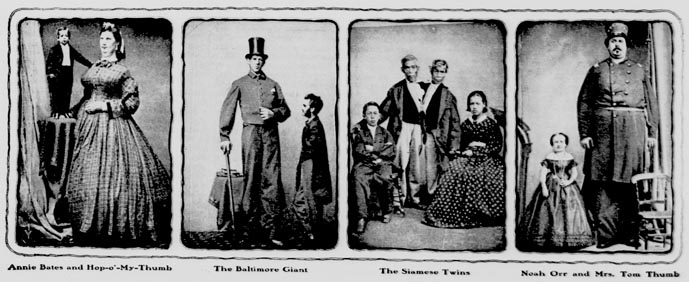 Annie Bates and Hop-o'-My-Thumb
The Baltimore Giant
The Siamese Twins
Noah Orr and Mrs. Tom Thumb